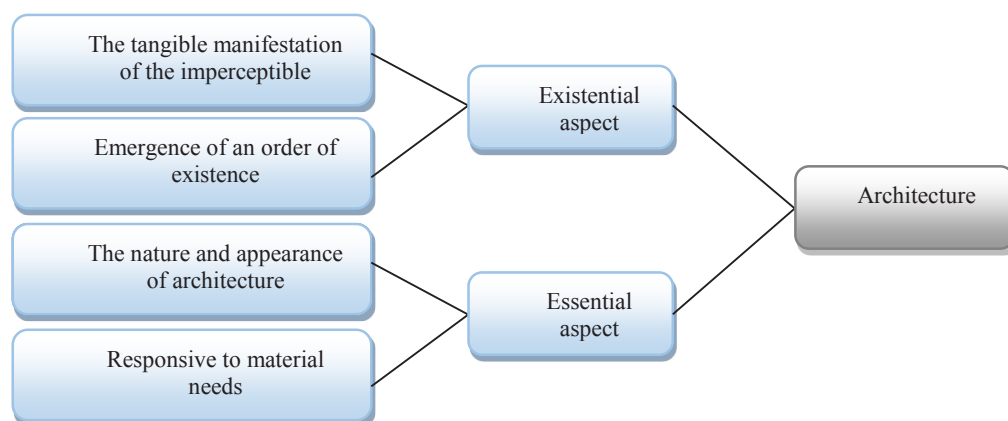 The tangible manifestation
of the imperceptible
Emergence of an order of
existence
The nature and appearance
of architecture
Responsive to material
needs
Existential
aspect
Essential
aspect
Architecture